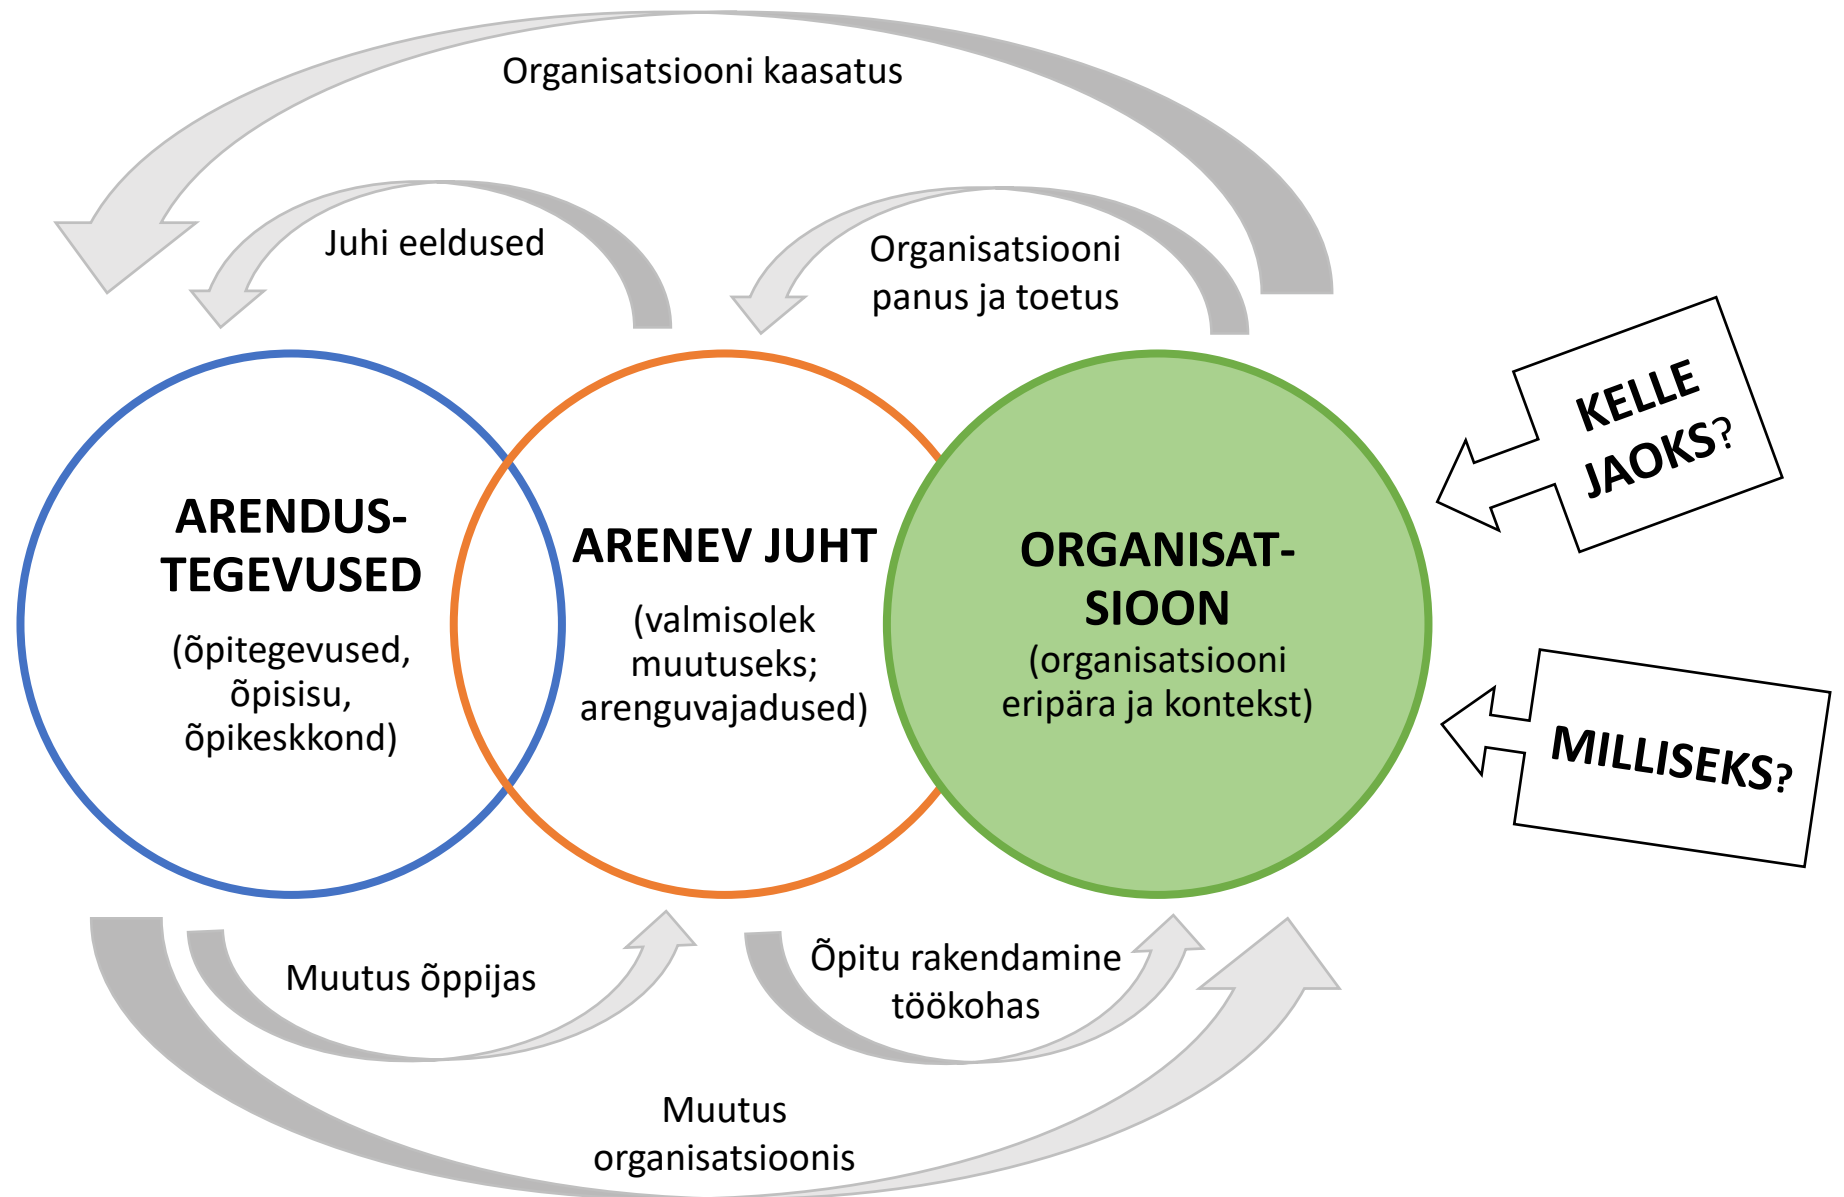 Organisatsiooni kaasatus
Juhi eeldused
Organisatsiooni
panus ja toetus
KELLE
JAOKS?
ARENDUS-
TEGEVUSED
(õpitegevused,
õpisisu,
õpikeskkond)
ARENEV JUHT
(valmisolek
muutuseks;
arenguvajadused)
ORGANISAT-
SIOON
(organisatsiooni
eripära ja kontekst)
MILLISEKS?
Muutus õppijas
Õpitu rakendamine
töökohas
Muutus
organisatsioonis